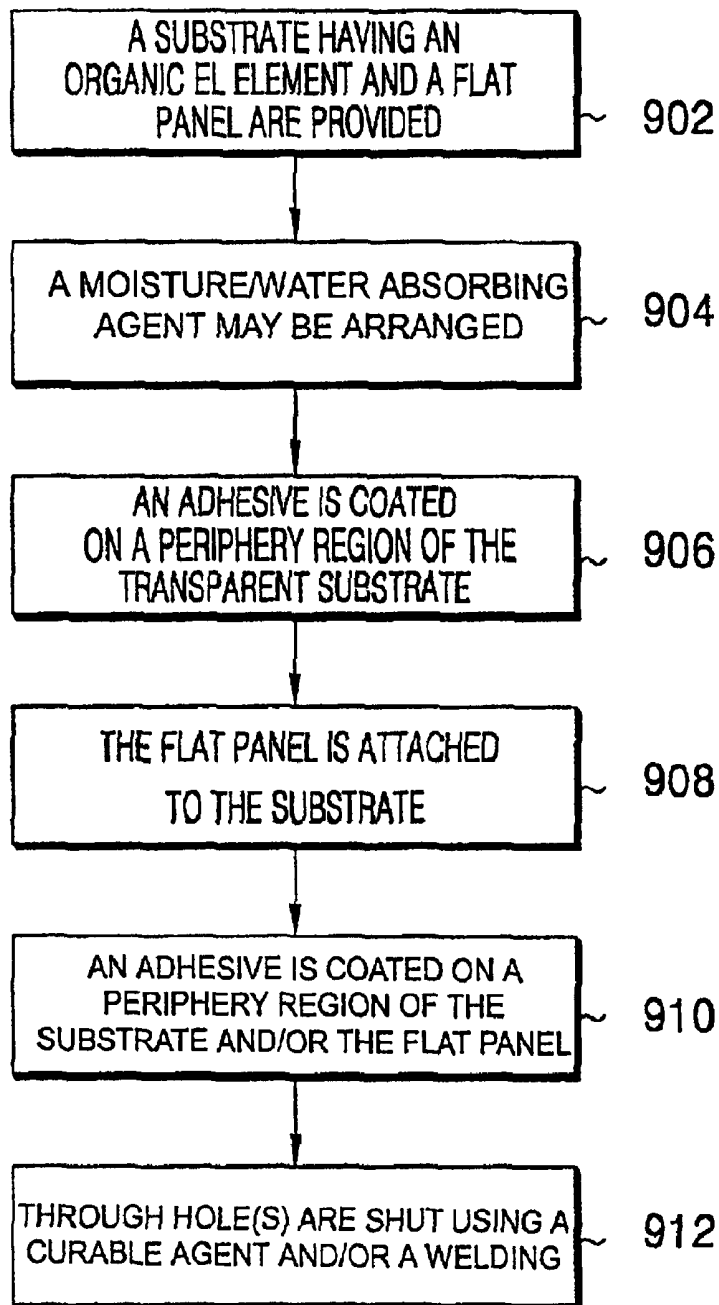 A SUBSTRATE HAVING AN
ORGANIC EL ELEMENT AND A FLAT
PANEL ARE PROVIDED
902
A MOISTURE/WATER ABSORBING
AGENT MAY BE ARRANGED
904
AN ADHESIVE IS COATED
ON A PERIPHERY REGION OF THE
TRANSPARENT SUBSTRATE
906
THE FLAT PANEL IS ATTACHED
TO THE SUBSTRATE
908
AN ADHESIVE IS COATED ON A
PERIPHERY REGION OF THE
SUBSTRATE AND/OR THE FLAT PANEL
910
THROUGH HOLE(S) ARE SHUT USING A
CURABLE AGENT AND/OR A WELDING
912